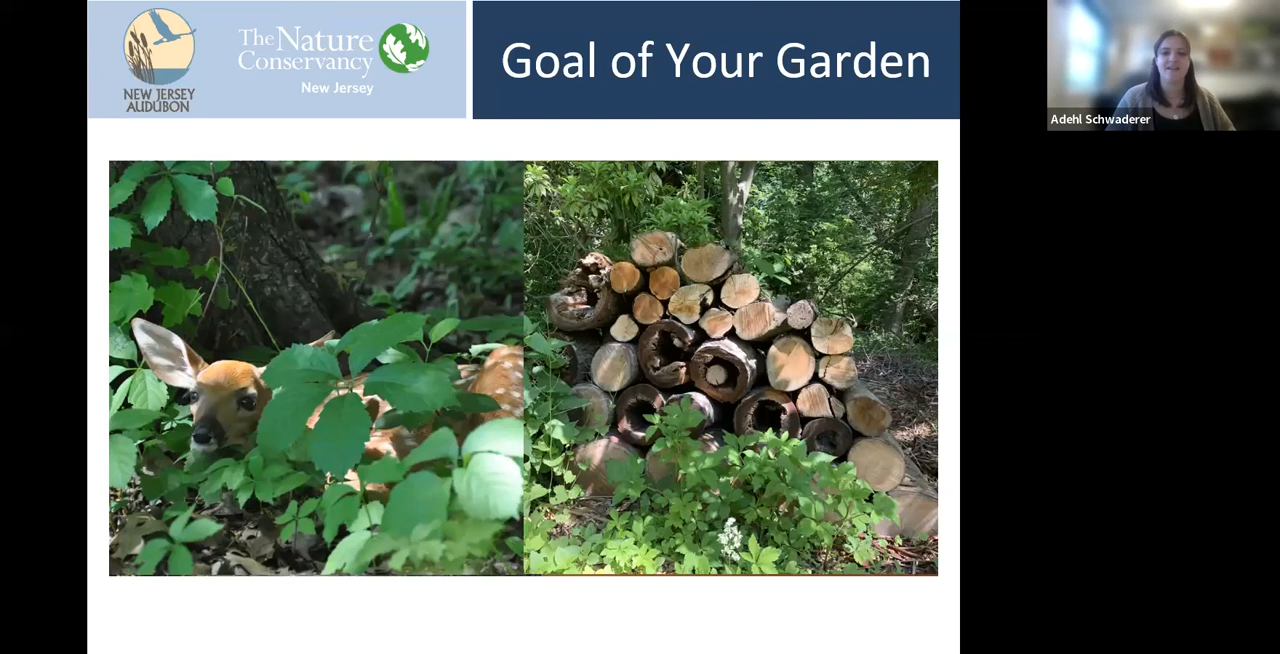 NEW JERSEY
AUDUBON
The Nature
Conservancy
New Jersey
Goal of Your Garden
Adehl Schwaderer